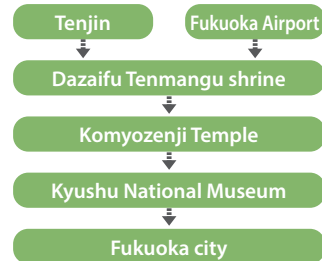 Tenjin
Fukuoka Airport
Dazaifu Tenmangu shrine
Komyozenji Temple
Kyushu National Museum
Fukuoka city